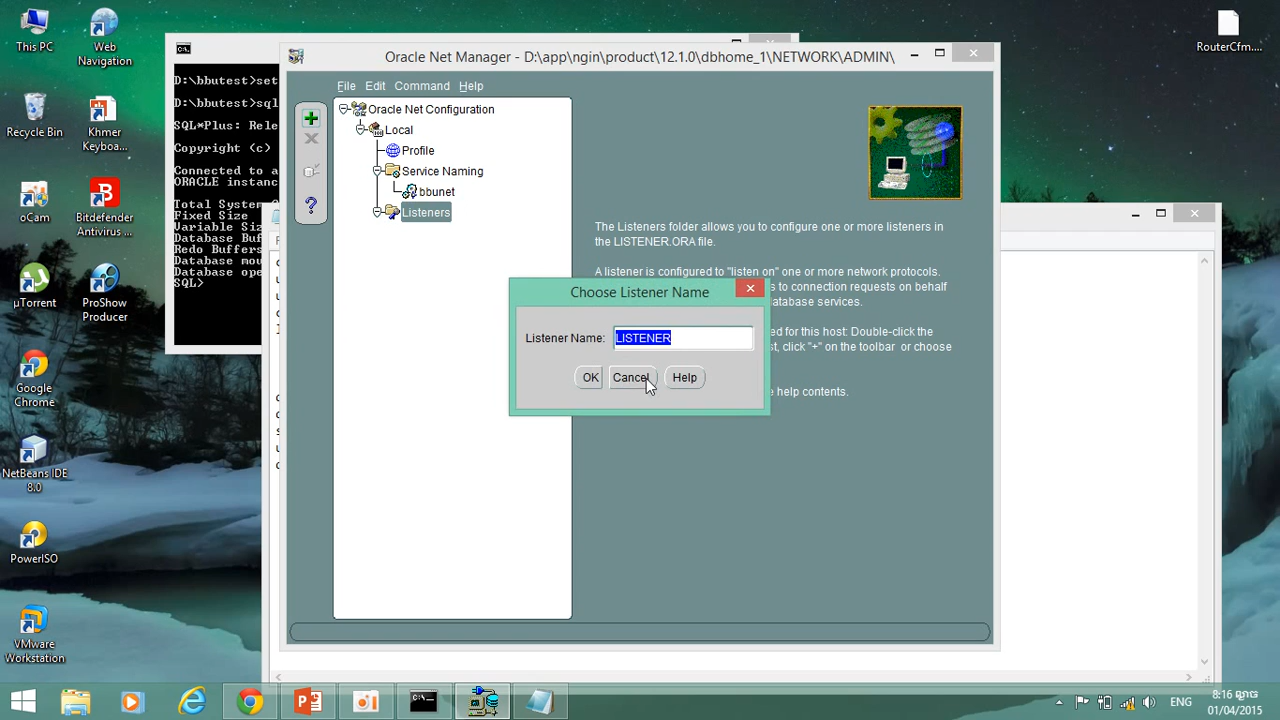 This PC
Web
Navigation
Recycle Bin
Khmer
Keyboa...
oCam
Bitdefender
Antivirus ...
µTorrent
ProShow
Producer
Google
Chrome
NetBeans IDE
8.0
PowerISO
VMware
Workstation
RouterCfm....
D:\bbutest>set
D:\bbutest>sql
SQL*Plus: Rele
Copyright (c)
Connected to a
ORACLE instanc
Total System G
Fixed Size
Variable Siz
Database Buf
Redo Buffers
Database mou
Database ope
SQL>
Oracle Net Manager - D:\app\ngin\product\12.1.0\dbhome_1\NETWORK\ADMIN\
File Edit Command Help
Oracle Net Configuration
Local
Profile
Service Naming
bbunet
Listeners
The Listeners folder allows you to configure one or more listeners in
the LISTENER.ORA file.
A listener is configured to "listen on" one or more network protocols.
s to connection requests on behalf
atabase services.
ed for this host: Double-click the
st, click "+" on the toolbar or choose
e help contents.
Choose Listener Name
Listener Name: LISTENER
OK Cancel Help
ENG
8:16
01/04/2015